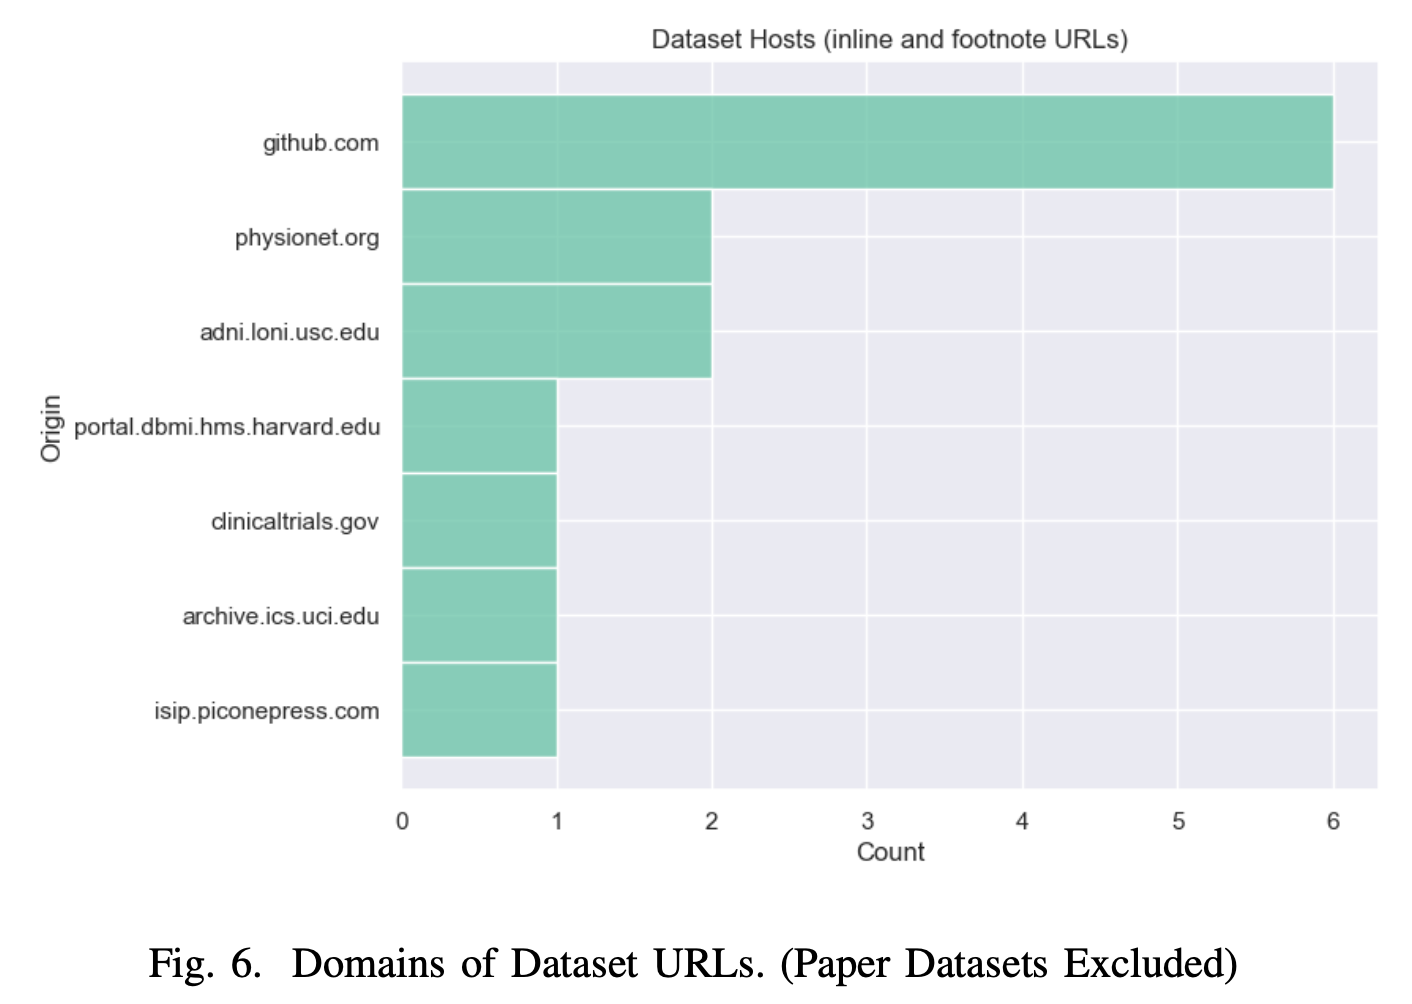 Dataset Hosts (inline and footnote URLs)
github.com
physionet.org
adni.loni.usc.edu
portal.dbmi.hms.harvard.edu
clinicaltrials.gov
archive.ics.uci.edu
isip.piconepress.com
Origin
0 1 2 3 4 5 6
Count
Fig. 6. Domains of Dataset URLs. (Paper Datasets Excluded)